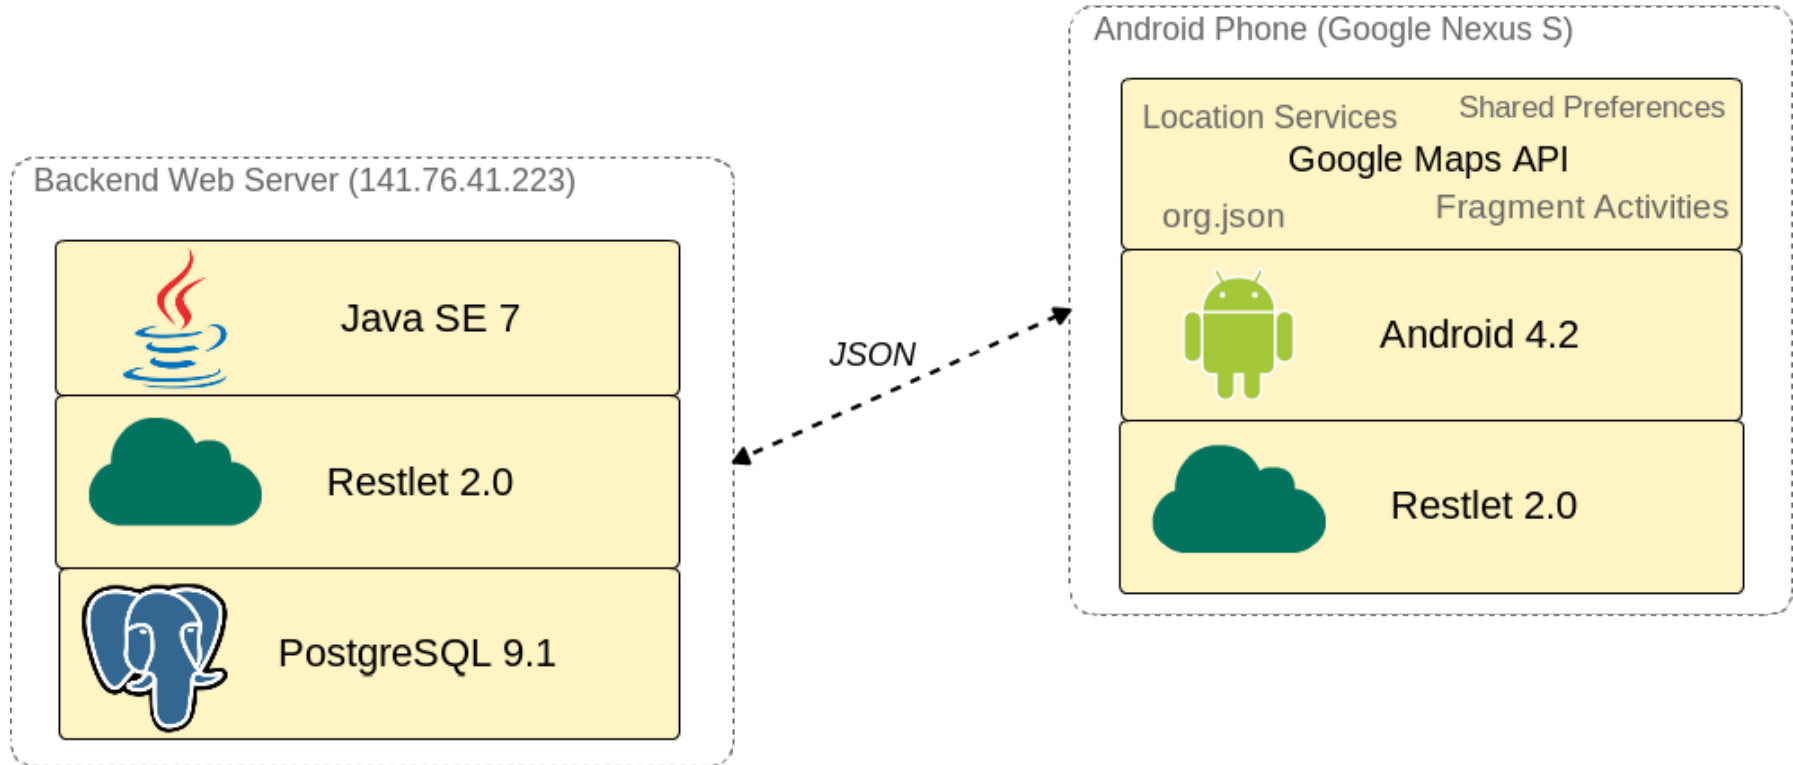 Backend Web Server (141.76.41.223)
Java SE 7
Restlet 2.0
PostgreSQL 9.1
JSON
Android Phone (Google Nexus S)
Location Services
Shared Preferences
Google Maps API
org.json
Fragment Activities
Android 4.2
Restlet 2.0